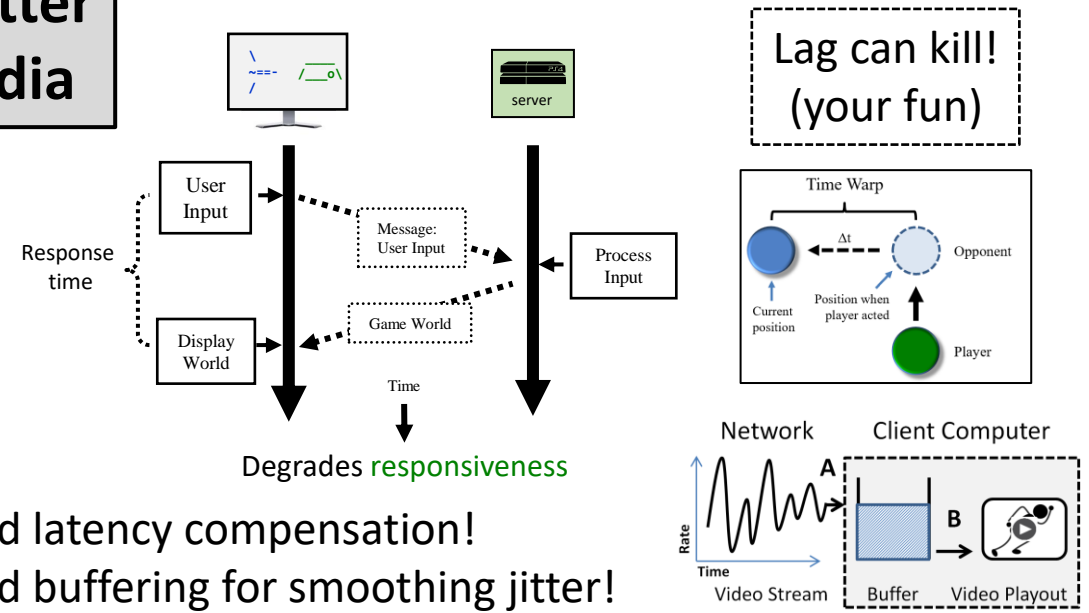 tter
dia
\
~==-
/
/___o\
PS4
server
Lag can kill!
(your fun)
User
Input
Message:
User Input
Process
Input
Response
time
Game World
Display
World
Time
Degrades responsiveness
Time Warp
Δt
Opponent
Current
position
Position when
player acted
Player
Network
Client Computer
A
B
Rate
Time
Video Stream
Buffer
Video Playout
d latency compensation!
d buffering for smoothing jitter!